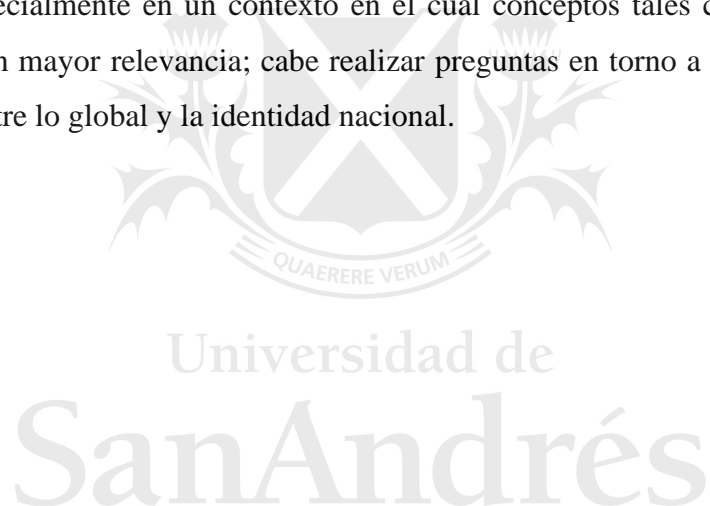 ecialmente en un contexto en el cual conceptos tales
n mayor relevancia; cabe realizar preguntas en torno a
tre lo global y la identidad nacional.
QUAERERE VERUM
Universidad de
SanAndrés